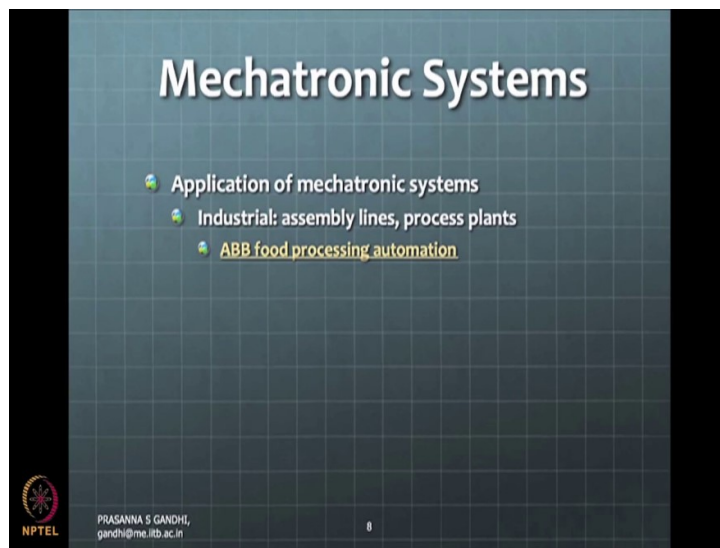 Mechatronic Systems
Application of mechatronic systems
Industrial: assembly lines, process plants
ABB food processing automation
NPTEL
PRASANNA S GANDHI,
gandhi@me.iitb.ac.in
8